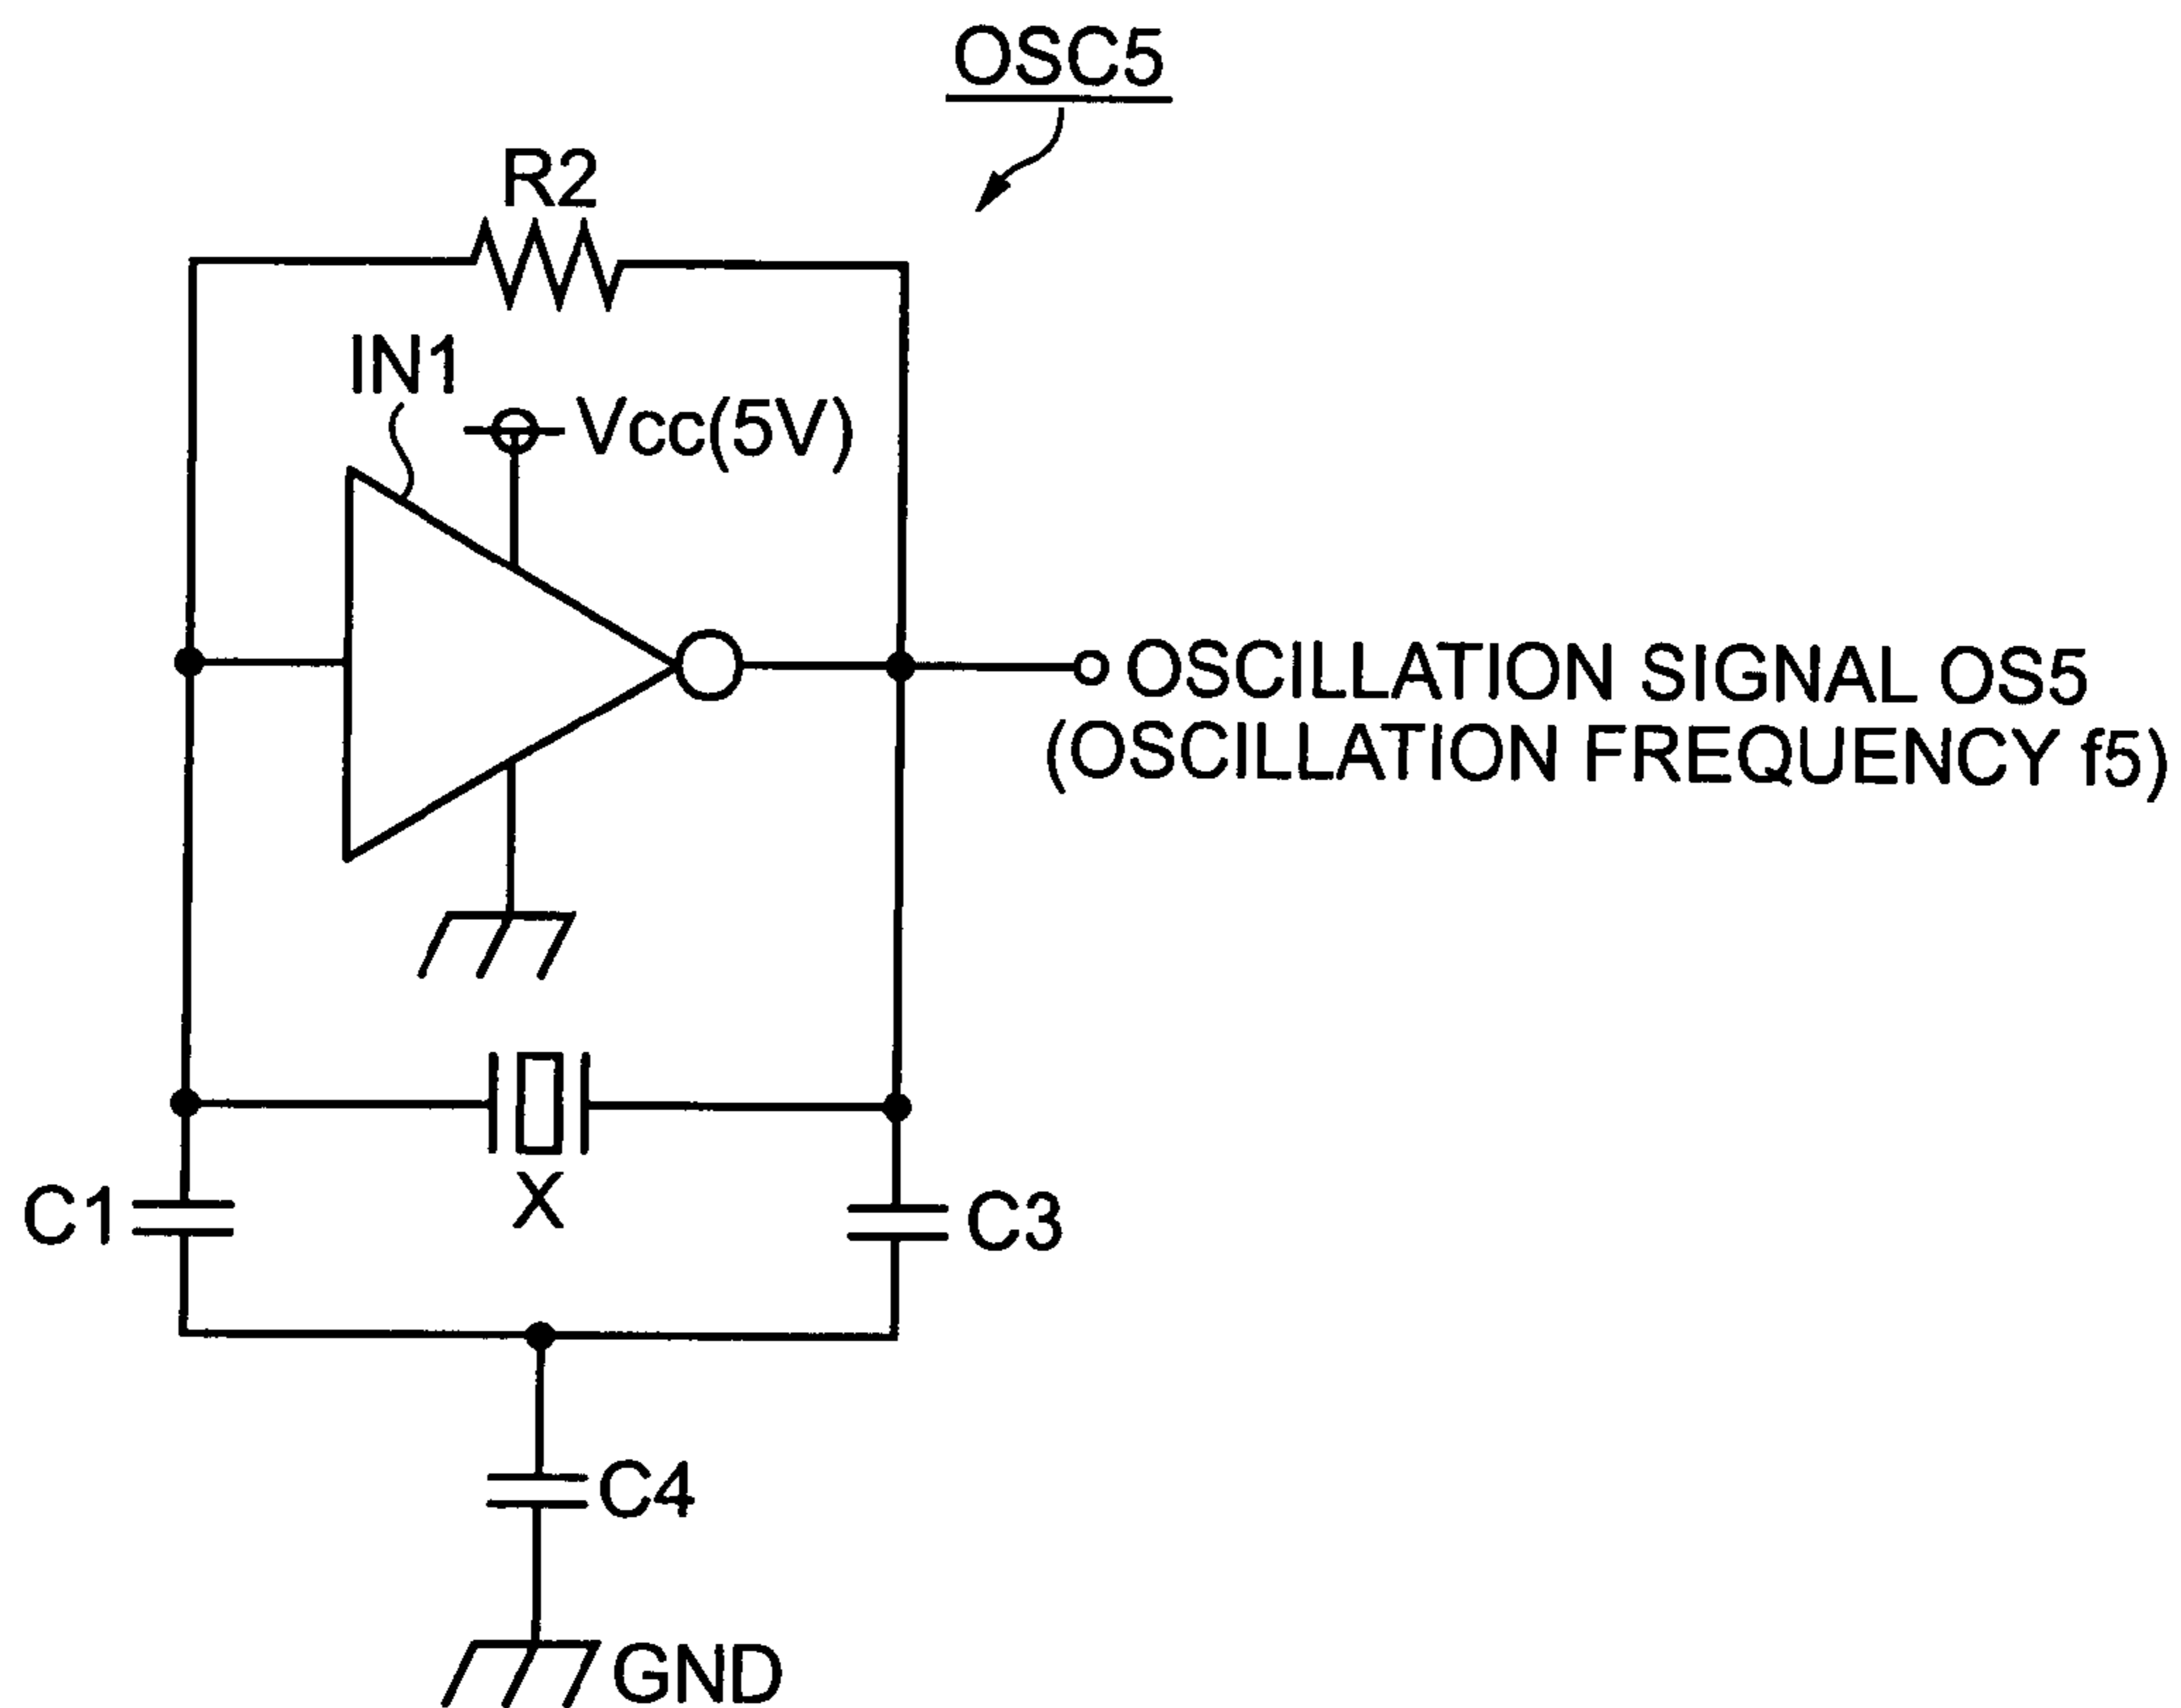 OSC5
R2
IN1
Vcc(5V)
OSCILLATION SIGNAL OS5
(OSCILLATION FREQUENCY f5)
X
C1
C3
C4
GND